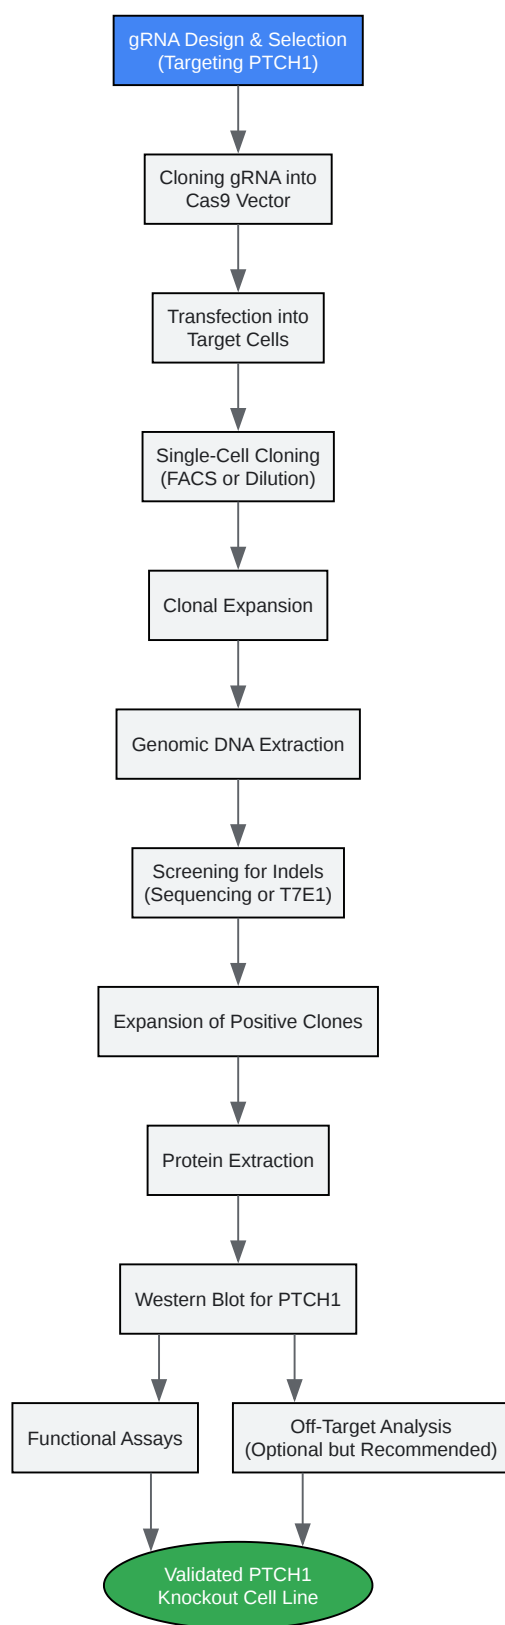 gRNA Design & Selection
(Targeting PTCH1)
Cloning gRNA into
Cas9 Vector
Transfection into
Target Cells
Single-Cell Cloning
(FACS or Dilution)
Clonal Expansion
Genomic DNA Extraction
Screening for Indels
(Sequencing or T7E1)
Expansion of Positive Clones
Protein Extraction
Western Blot for PTCH1
Functional Assays
Off-Target Analysis
(Optional but Recommended)
Validated PTCH1
Knockout Cell Line